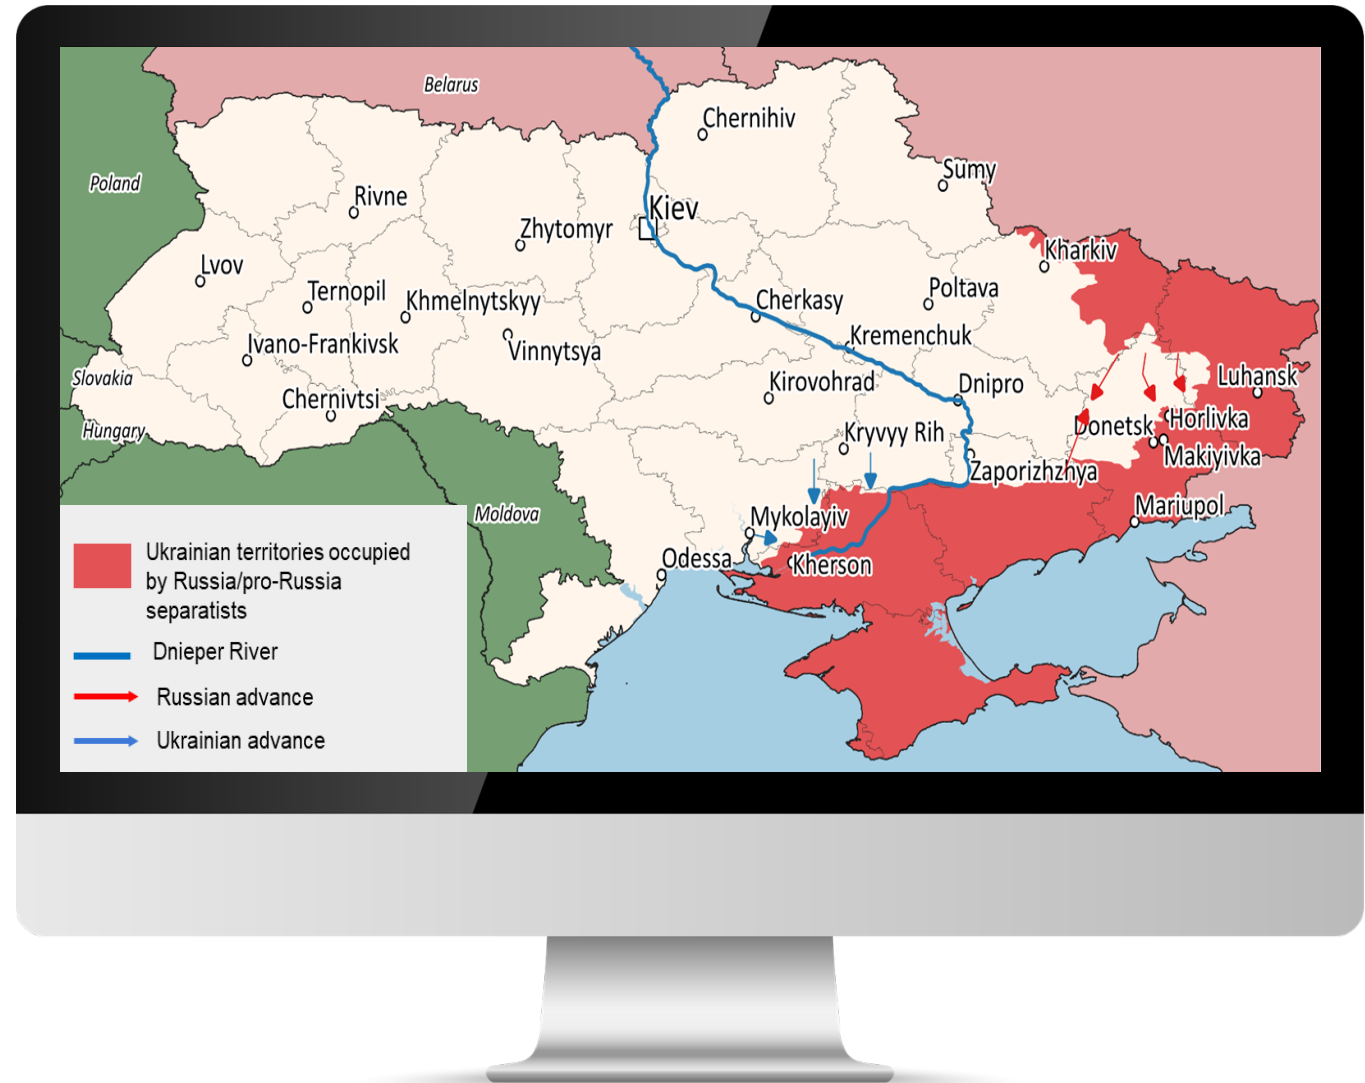 Belarus
Chernihiv
Sumy
Poland
Rivne
Kiev
Zhytomyr
Kharkiv
Lvov
Ternopil
Khmelnytskyy
Cherkasy
Poltava
Ivano-Frankivsk
Vinnytsya
Kremenchuk
Slovakia
Chernivtsi
Kirovohrad
Dnipro
Luhansk
Hungary
Kryvyy Rih
Donetsk
Horlivka
Makiyivka
Zaporizhzhya
Moldova
Mykolayiv
Mariupol
Odessa
Kherson
Ukrainian territories occupied
by Russia/pro-Russia
separatists
Dnieper River
Russian advance
Ukrainian advance